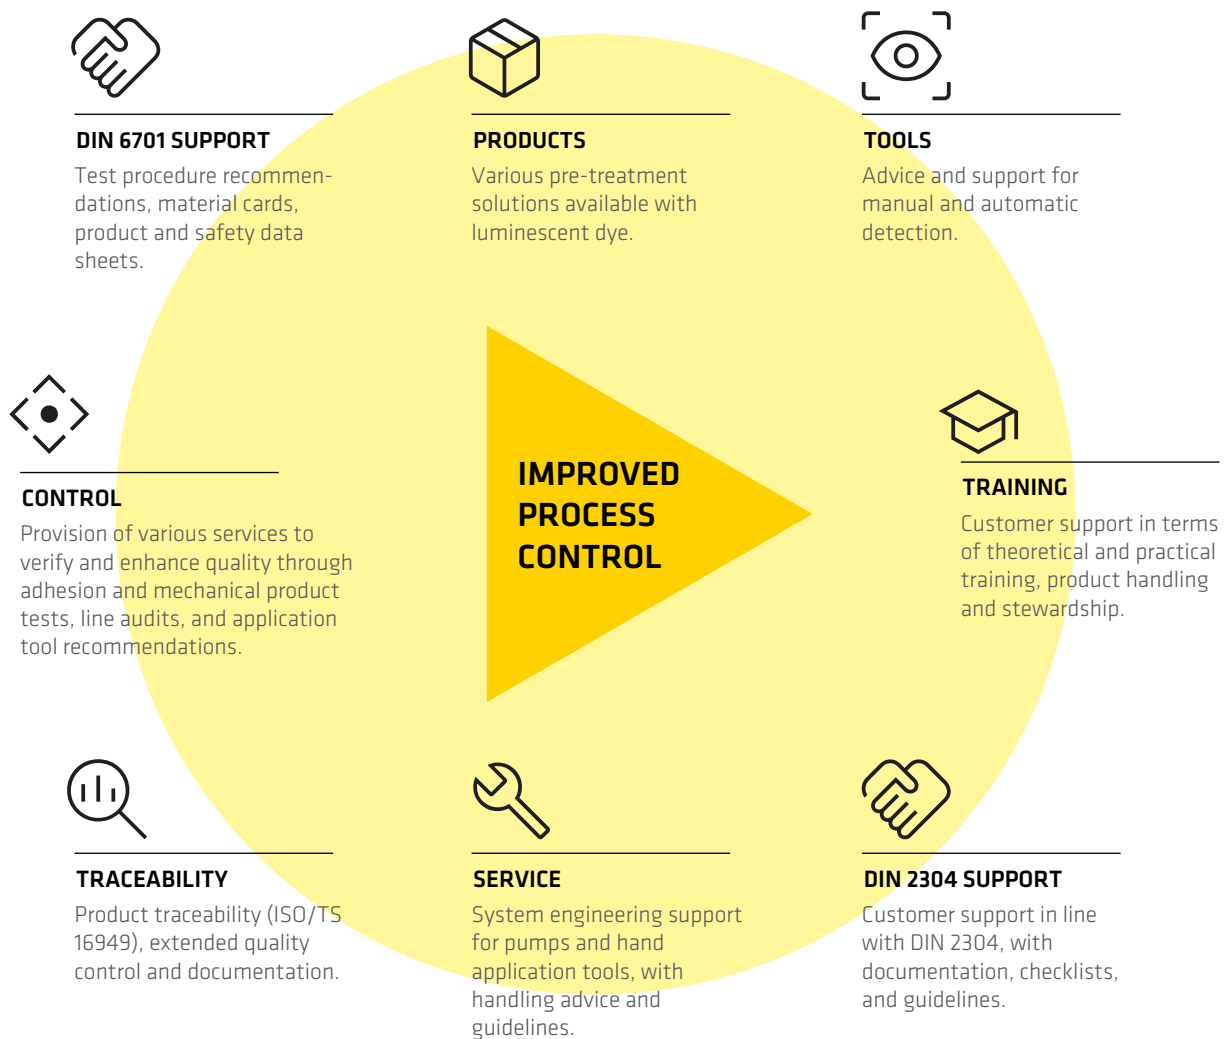 DIN 6701 SUPPORT
Test procedure recommen-
dations, material cards,
product and safety data
sheets.
PRODUCTS
Various pre-treatment
solutions available with
luminescent dye.
TOOLS
Advice and support for
manual and automatic
detection.
CONTROL
Provision of various services to
verify and enhance quality through
adhesion and mechanical product
tests, line audits, and application
tool recommendations.
IMPROVED
PROCESS
CONTROL
TRAINING
Customer support in terms
of theoretical and practical
training, product handling
and stewardship.
TRACEABILITY
Product traceability (ISO/TS
16949), extended quality
control and documentation.
SERVICE
System engineering support
for pumps and hand
application tools, with
handling advice and
guidelines.
DIN 2304 SUPPORT
Customer support in line
with DIN 2304, with
documentation, checklists,
and guidelines.